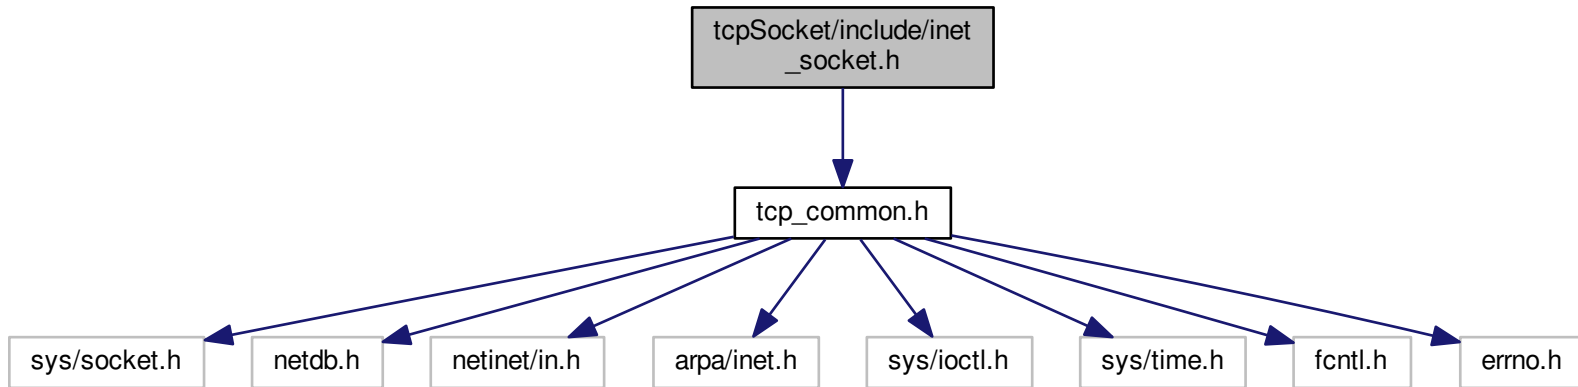 tcpSocket/include/inet
_socket.h
tcp_common.h
sys/socket.h
netdb.h
netinet/in.h
arpa/inet.h
sys/ioctl.h
sys/time.h
fcntl.h
errno.h